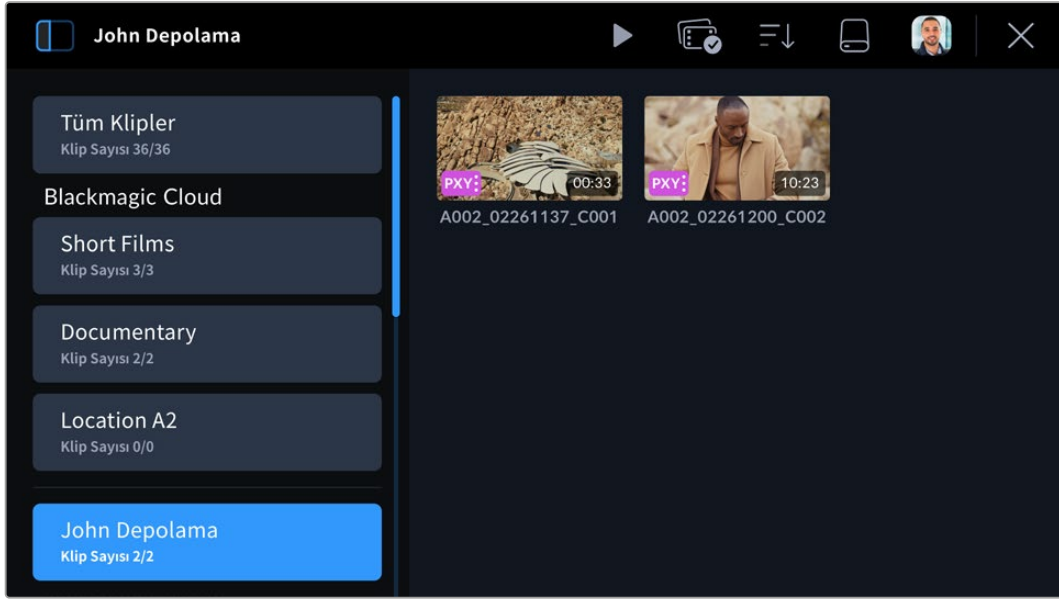 John Depolama
Tüm Klipler
Klip Sayısı 36/36
Blackmagic Cloud
Short Films
Klip Sayısı 3/3
Documentary
Klip Sayısı 2/2
Location A2
Klip Sayısı 0/0
John Depolama
Klip Sayısı 2/2
PXY 00:33
A002_02261137_C001
PXY 10:23
A002_02261200_C002